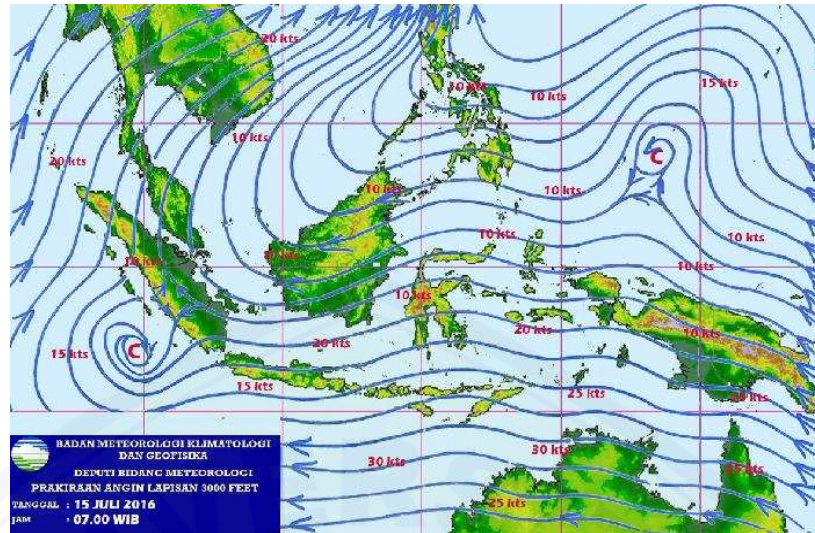 20 kts
15 kts
10 kts
10 kts
10 kts
20 kts
C
10 kts
10 kts
10 kts
10 kts
10 kts
10 kts
10 kts
10 kts
10 kts
20 kts
20 kts
C
15 kts
15 kts
25 kts
30 kts
30 kts
25 kts
BADAN METEOROLOGI KLIMATOLOGI
DAN GEOFISIKA
DEPUTI BIDANG METEOROLOGI
PRAKIRAAN ANGIN LAPISAN 3000 FEET
TANGGAL : 15 JULI 2016
JAM : 07.00 WIB